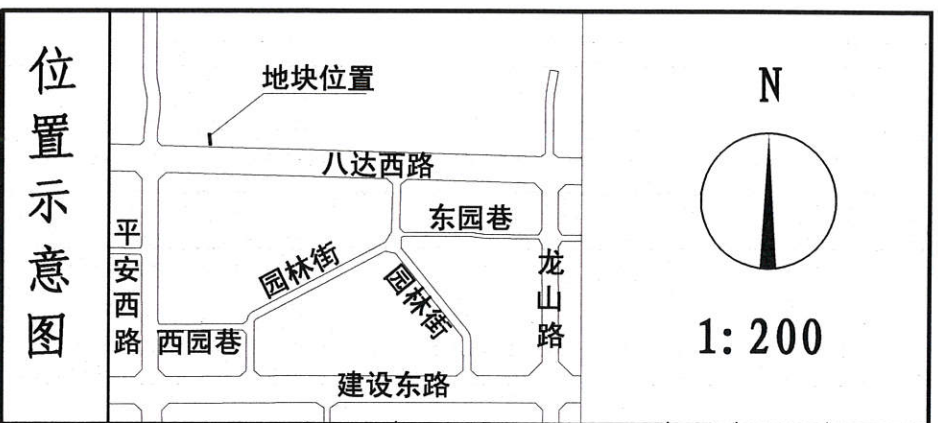 位置示意图
地块位置
八达西路
东园巷
平安西路
园林街
园林街
龙山路
西园巷
建设东路
N
1:200